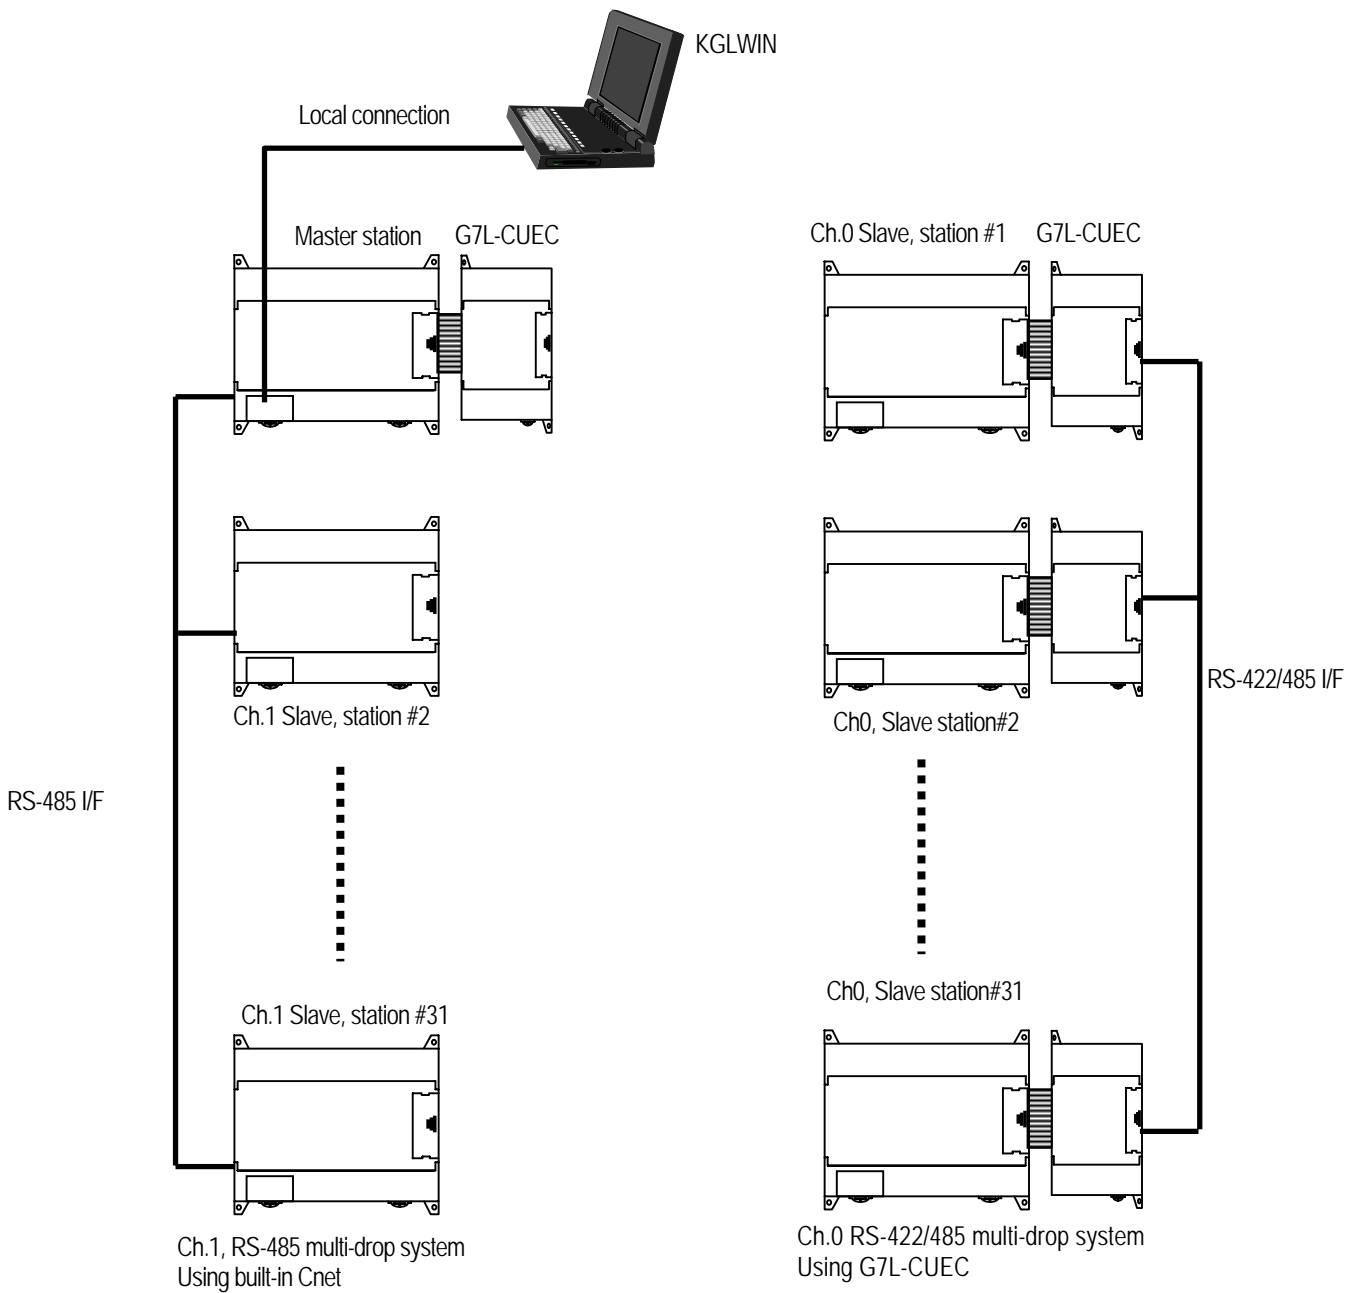 KGLWIN
Local connection
Master station
G7L-CUEC
Ch.0 Slave, station #1
G7L-CUEC
Ch.1 Slave, station #2
Ch0, Slave station#2
RS-422/485 I/F
RS-485 I/F
Ch0, Slave station#31
Ch.1 Slave, station #31
Ch.1, RS-485 multi-drop system
Using built-in Cnet
Ch.0 RS-422/485 multi-drop system
Using G7L-CUEC